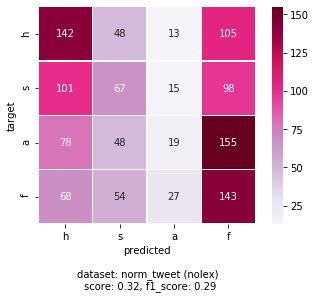 h 142 48 13 105
s 101 67 15 98
a 78 48 19 155
f 68 54 27 143
h s a f
target
predicted
150
125
100
75
50
25
dataset: norm_tweet (nolex)
score: 0.32, f1_score: 0.29